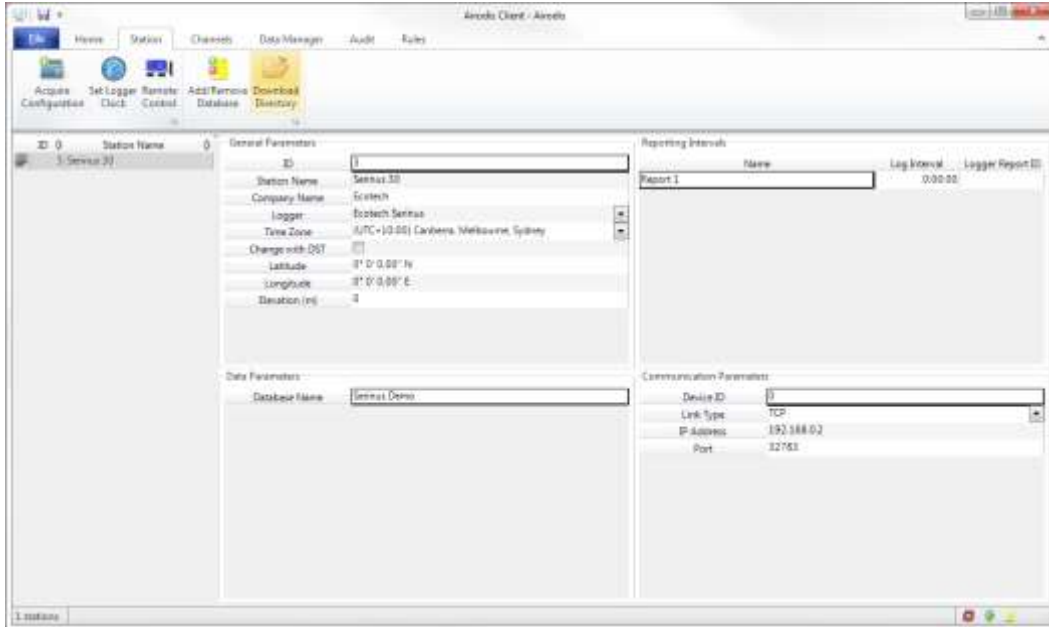 Airodis Client - Airodis
File Home Station Channels Data Manager Audit Rules
Acquire Configuration
Set Logger Clock
Remote Control
Add/Remove Database
Download Directory
ID Station Name
Serinus 30
General Parameters
ID
Station Name Serinus 30
Company Name Ecotech
Logger Ecotech Serinus
Time Zone (UTC+10:00) Canberra, Melbourne, Sydney
Change with DST
Latitude 0° 0' 0.00" N
Longitude 0° 0' 0.00" E
Elevation (m) 0
Reporting Intervals
Name Log Interval Logger Report ID
Report 1 0:00:00
Data Parameters
Database Name Serinus Demo
Communication Parameters
Device ID 0
Link Type TCP
IP Address 192.168.0.2
Port 32783
1 stations